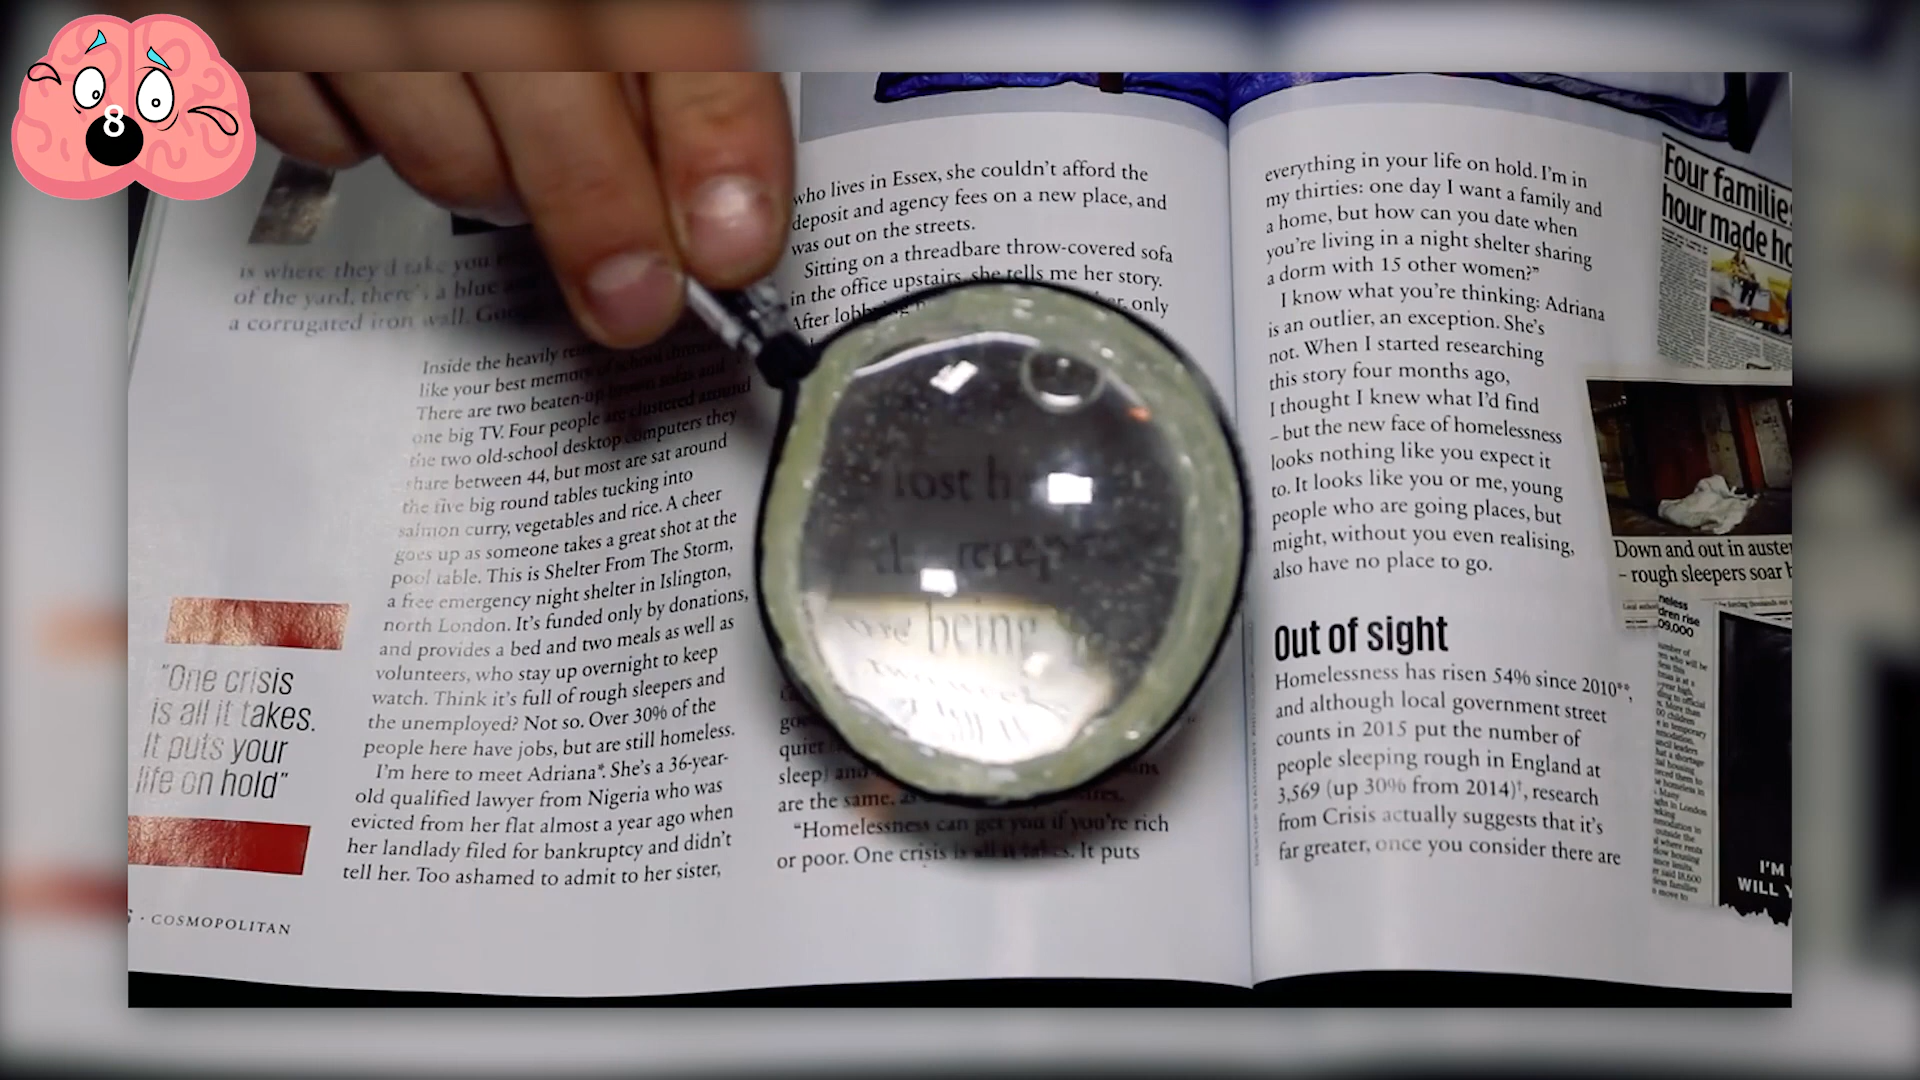 8
is where they'd take you
of the yard, there's a blue
a corrugated iron wall.
Inside the heavily
like your best memory of school
There are two beaten-up brown sofas and
one big TV. Four people are clustered around
the two old-school desktop computers they
share between 44, but most are sat around
the five big round tables tucking into
salmon curry, vegetables and rice. A cheer
goes up as someone takes a great shot at the
pool table. This is Shelter From The Storm,
a free emergency night shelter in Islington,
north London. It's funded only by donations,
and provides a bed and two meals as well as
volunteers, who stay up overnight to keep
watch. Think it's full of rough sleepers and
the unemployed? Not so. Over 30% of the
people here have jobs, but are still homeless.
I'm here to meet Adriana*. She's a 36-year-
old qualified lawyer from Nigeria who was
evicted from her flat almost a year ago when
her landlady filed for bankruptcy and didn't
tell her. Too ashamed to admit to her sister,
"One crisis
is all it takes.
It puts your
life on hold"
· COSMOPOLITAN
who lives in Essex, she couldn't afford the
deposit and agency fees on a new place, and
was out on the streets.
Sitting on a threadbare throw-covered sofa
in the office upstairs, she tells me her story.
After only
lost
being
quiet
sleep and
are the same.
"Homelessness can get you if you're rich
or poor. One crisis is all it takes. It puts
everything in your life on hold. I'm in
my thirties: one day I want a family and
a home, but how can you date when
you're living in a night shelter sharing
a dorm with 15 other women?"
I know what you're thinking: Adriana
is an outlier, an exception. She's
not. When I started researching
this story four months ago,
I thought I knew what I'd find
– but the new face of homelessness
looks nothing like you expect it
to. It looks like you or me, young
people who are going places, but
might, without you even realising,
also have no place to go.
Out of sight
Homelessness has risen 54% since 2010**,
and although local government street
counts in 2015 put the number of
people sleeping rough in England at
3,569 (up 30% from 2014)†, research
from Crisis actually suggests that it's
far greater, once you consider there are
Four families
hour made ho
Down and out in auster
– rough sleepers soar
09,000
I'M
WILL